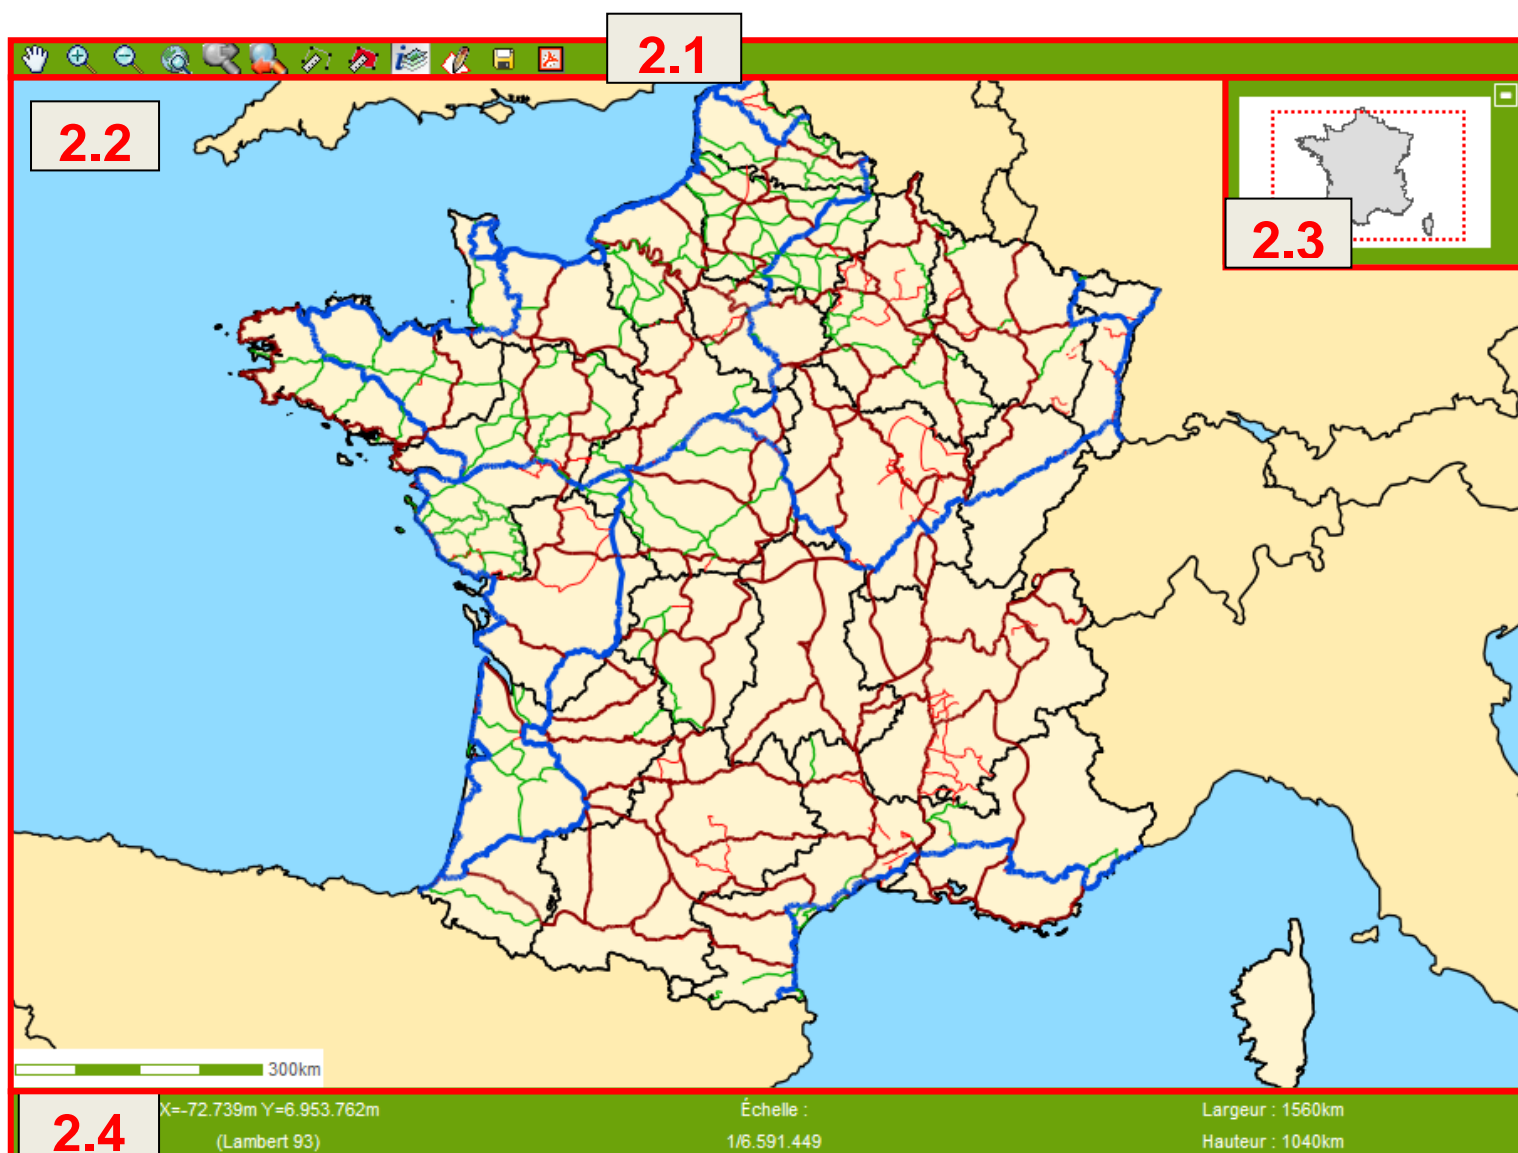 2.1
2.2
2.3
300km
2.4
X=-72.739m Y=6.953.762m
(Lambert 93)
Échelle :
1/6.591.449
Largeur : 1560km
Hauteur : 1040km